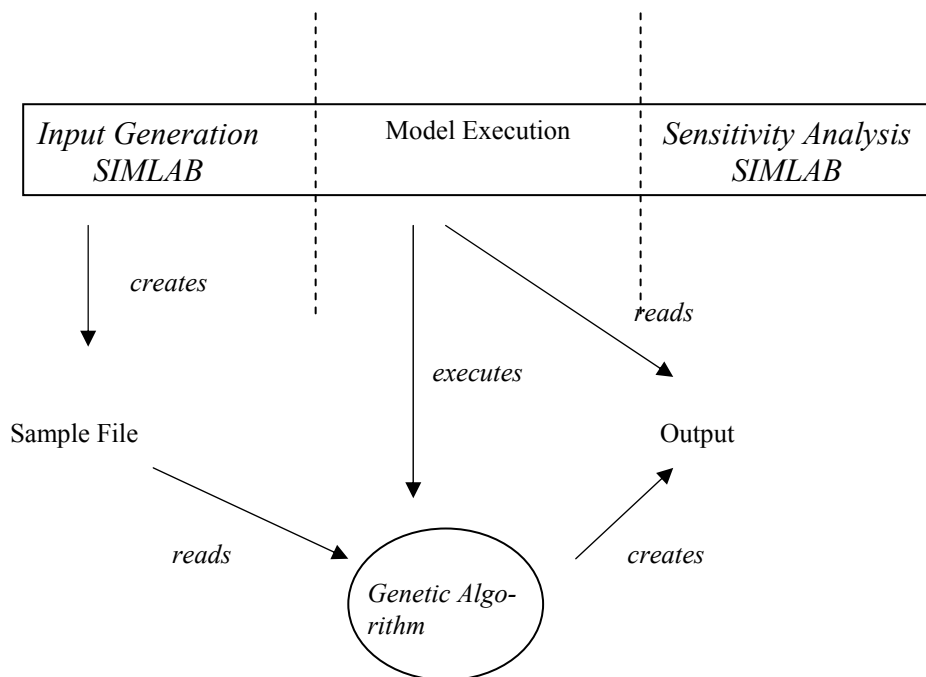 Input Generation
SIMLAB
Model Execution
Sensitivity Analysis
SIMLAB
creates
reads
executes
Sample File
Output
reads
creates
Genetic Algo-
rithm